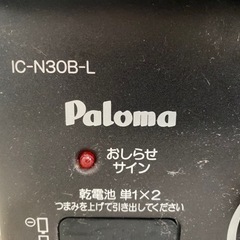 IC-N30B-L
Paloma
おしらせ
サイン
乾電池 単1×2
つまみを上げて引き出してください